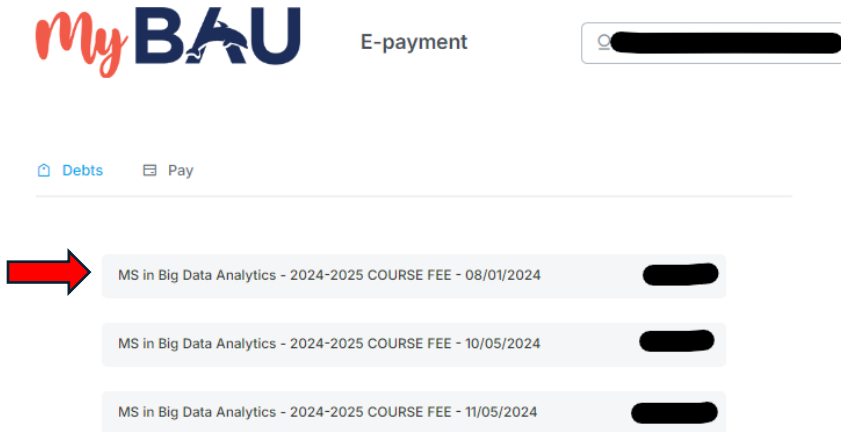 My BAU
E-payment
Debts
Pay
MS in Big Data Analytics - 2024-2025 COURSE FEE - 08/01/2024
MS in Big Data Analytics - 2024-2025 COURSE FEE - 10/05/2024
MS in Big Data Analytics - 2024-2025 COURSE FEE - 11/05/2024